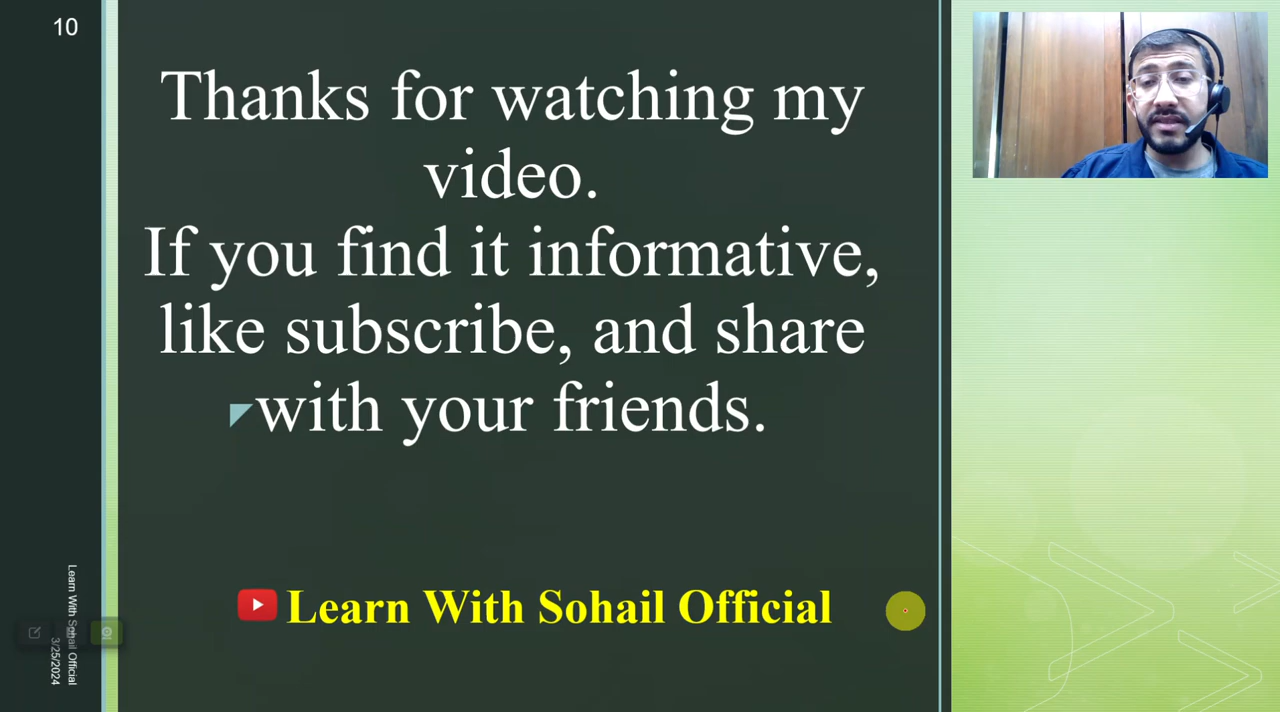 10
Thanks for watching my
video.
If you find it informative,
like subscribe, and share
with your friends.
Learn With Sohail Official
Learn With Sohail Official
3/25/2024